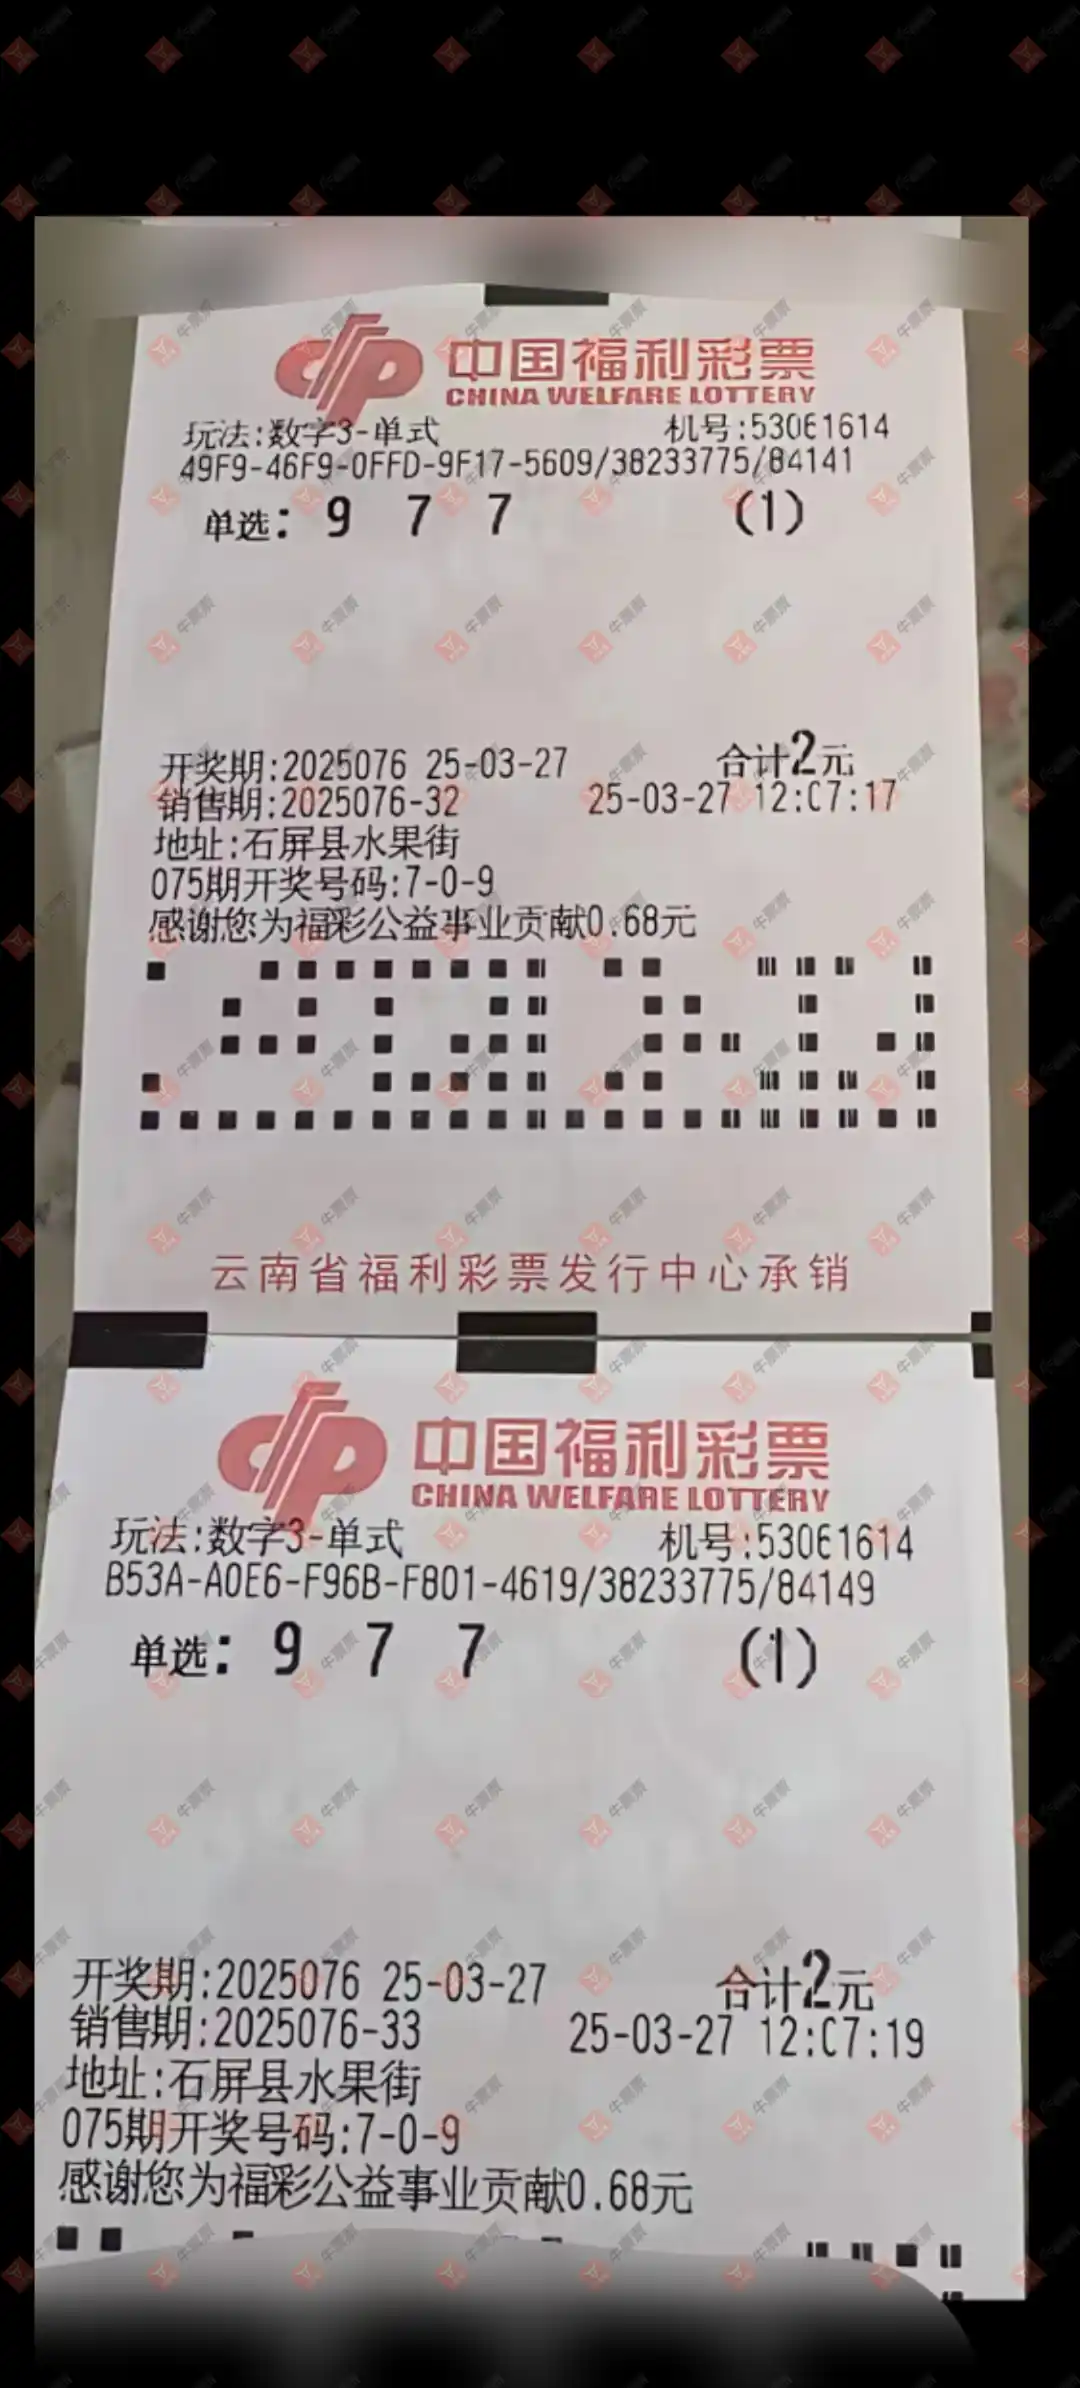 中国福利彩票
CHINA WELFARE LOTTERY
玩法:数字3-单式 机号:53061614
49F9-46F9-0FFD-9F17-5609/38233775/84141
单选: 9 7 7 (1)
开奖期:2025076 25-03-27 合计2元
销售期:2025076-32 25-03-27 12:07:17
地址:石屏县水果街
075期开奖号码:7-0-9
感谢您为福彩公益事业贡献0.68元
云南省福利彩票发行中心承销
中国福利彩票
CHINA WELFARE LOTTERY
玩法:数字3-单式 机号:53061614
B53A-A0E6-F96B-F801-4619/38233775/84149
单选: 9 7 7 (1)
开奖期:2025076 25-03-27 合计2元
销售期:2025076-33 25-03-27 12:07:19
地址:石屏县水果街
075期开奖号码:7-0-9
感谢您为福彩公益事业贡献0.68元
牛票票